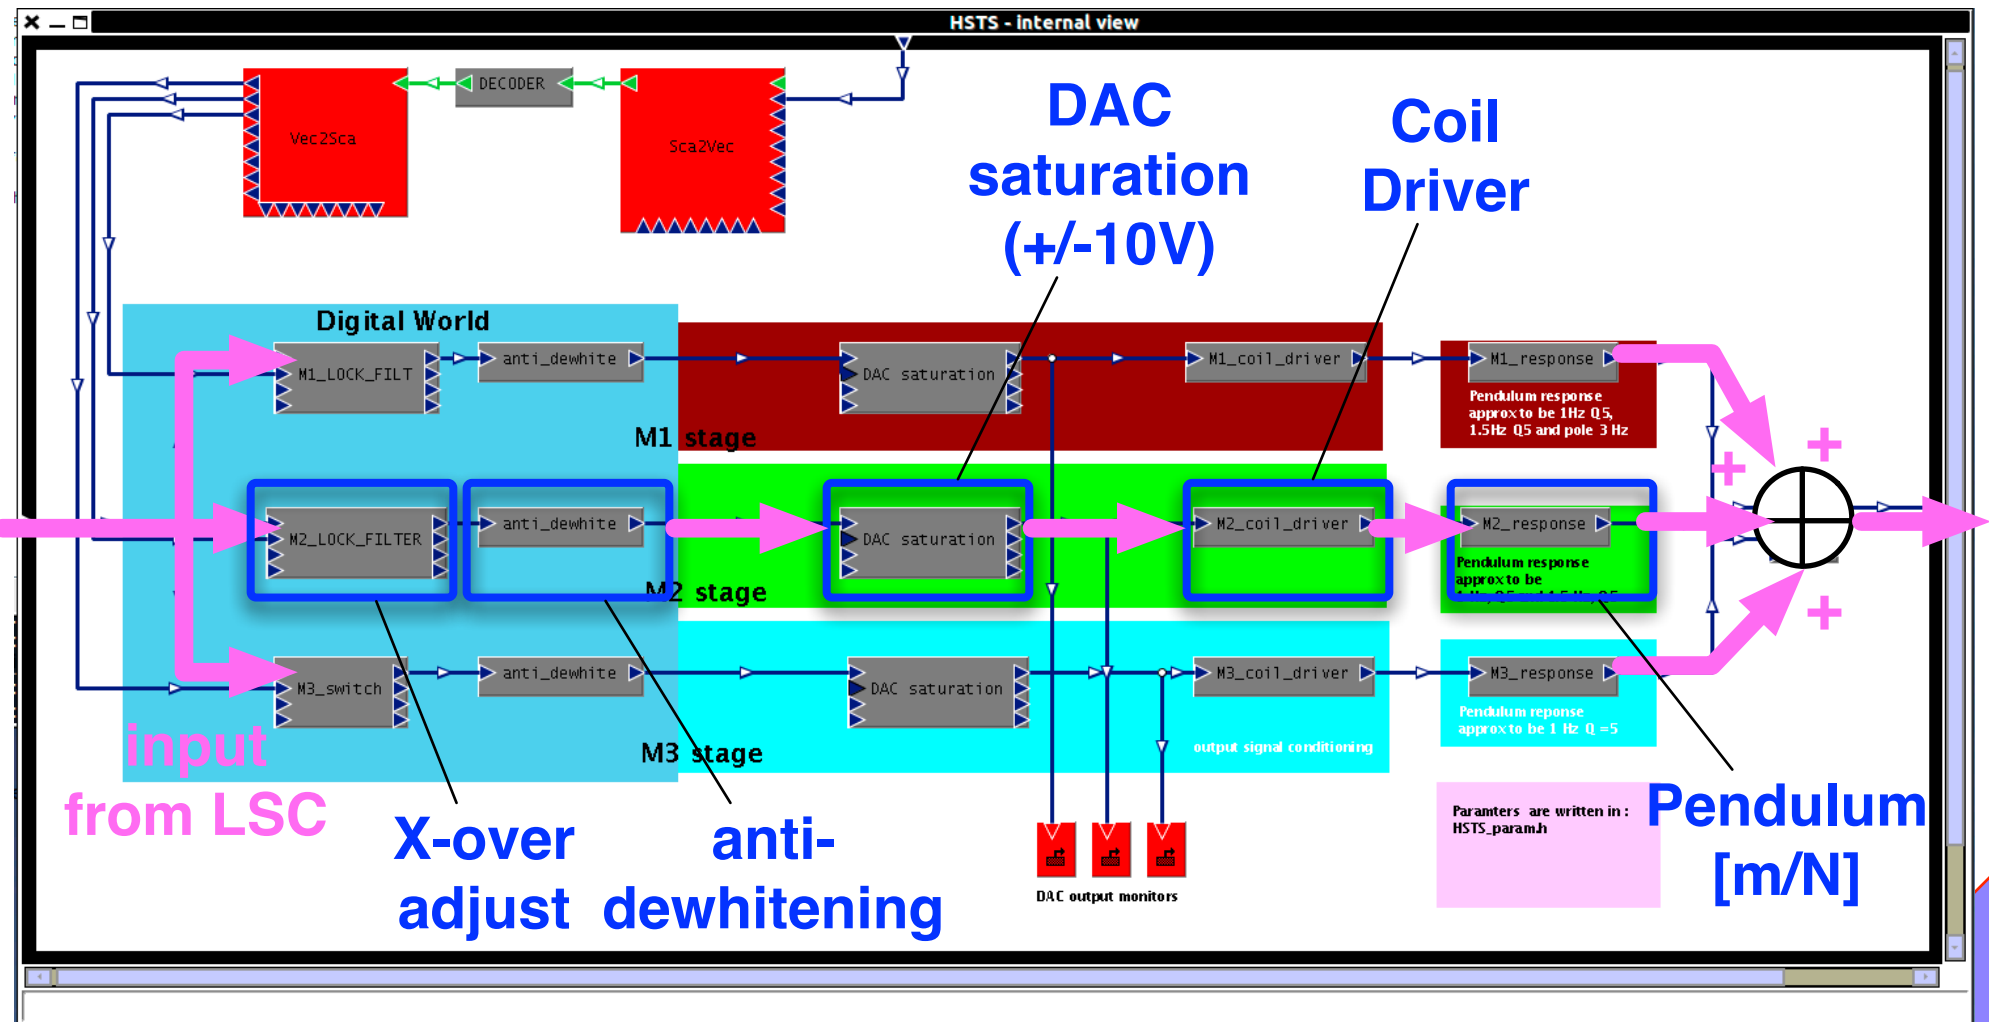 HSTS - internal view
DECODER
Vec2Sca
Sca2Vec
DAC
saturation
(+/-10V)
Coil
Driver
Digital World
M1_LOCK_FILT
anti_dewhite
DAC saturation
M1_coil_driver
M1_response
Pendulum response
approx to be 1Hz Q5,
1.5Hz Q5 and pole 3 Hz
M1 stage
+
+
M2_LOCK_FILTER
anti_dewhite
DAC saturation
M2_coil_driver
M2_response
Pendulum response
approx to be
M2 stage
+
M3_switch
anti_dewhite
DAC saturation
M3_coil_driver
M3_response
Pendulum reponse
approx to be 1 Hz Q =5
M3 stage
output signal conditioning
input
from LSC
X-over
adjust
anti-
dewhitening
DAC output monitors
Paramters are written in :
HSTS_param.h
Pendulum
[m/N]